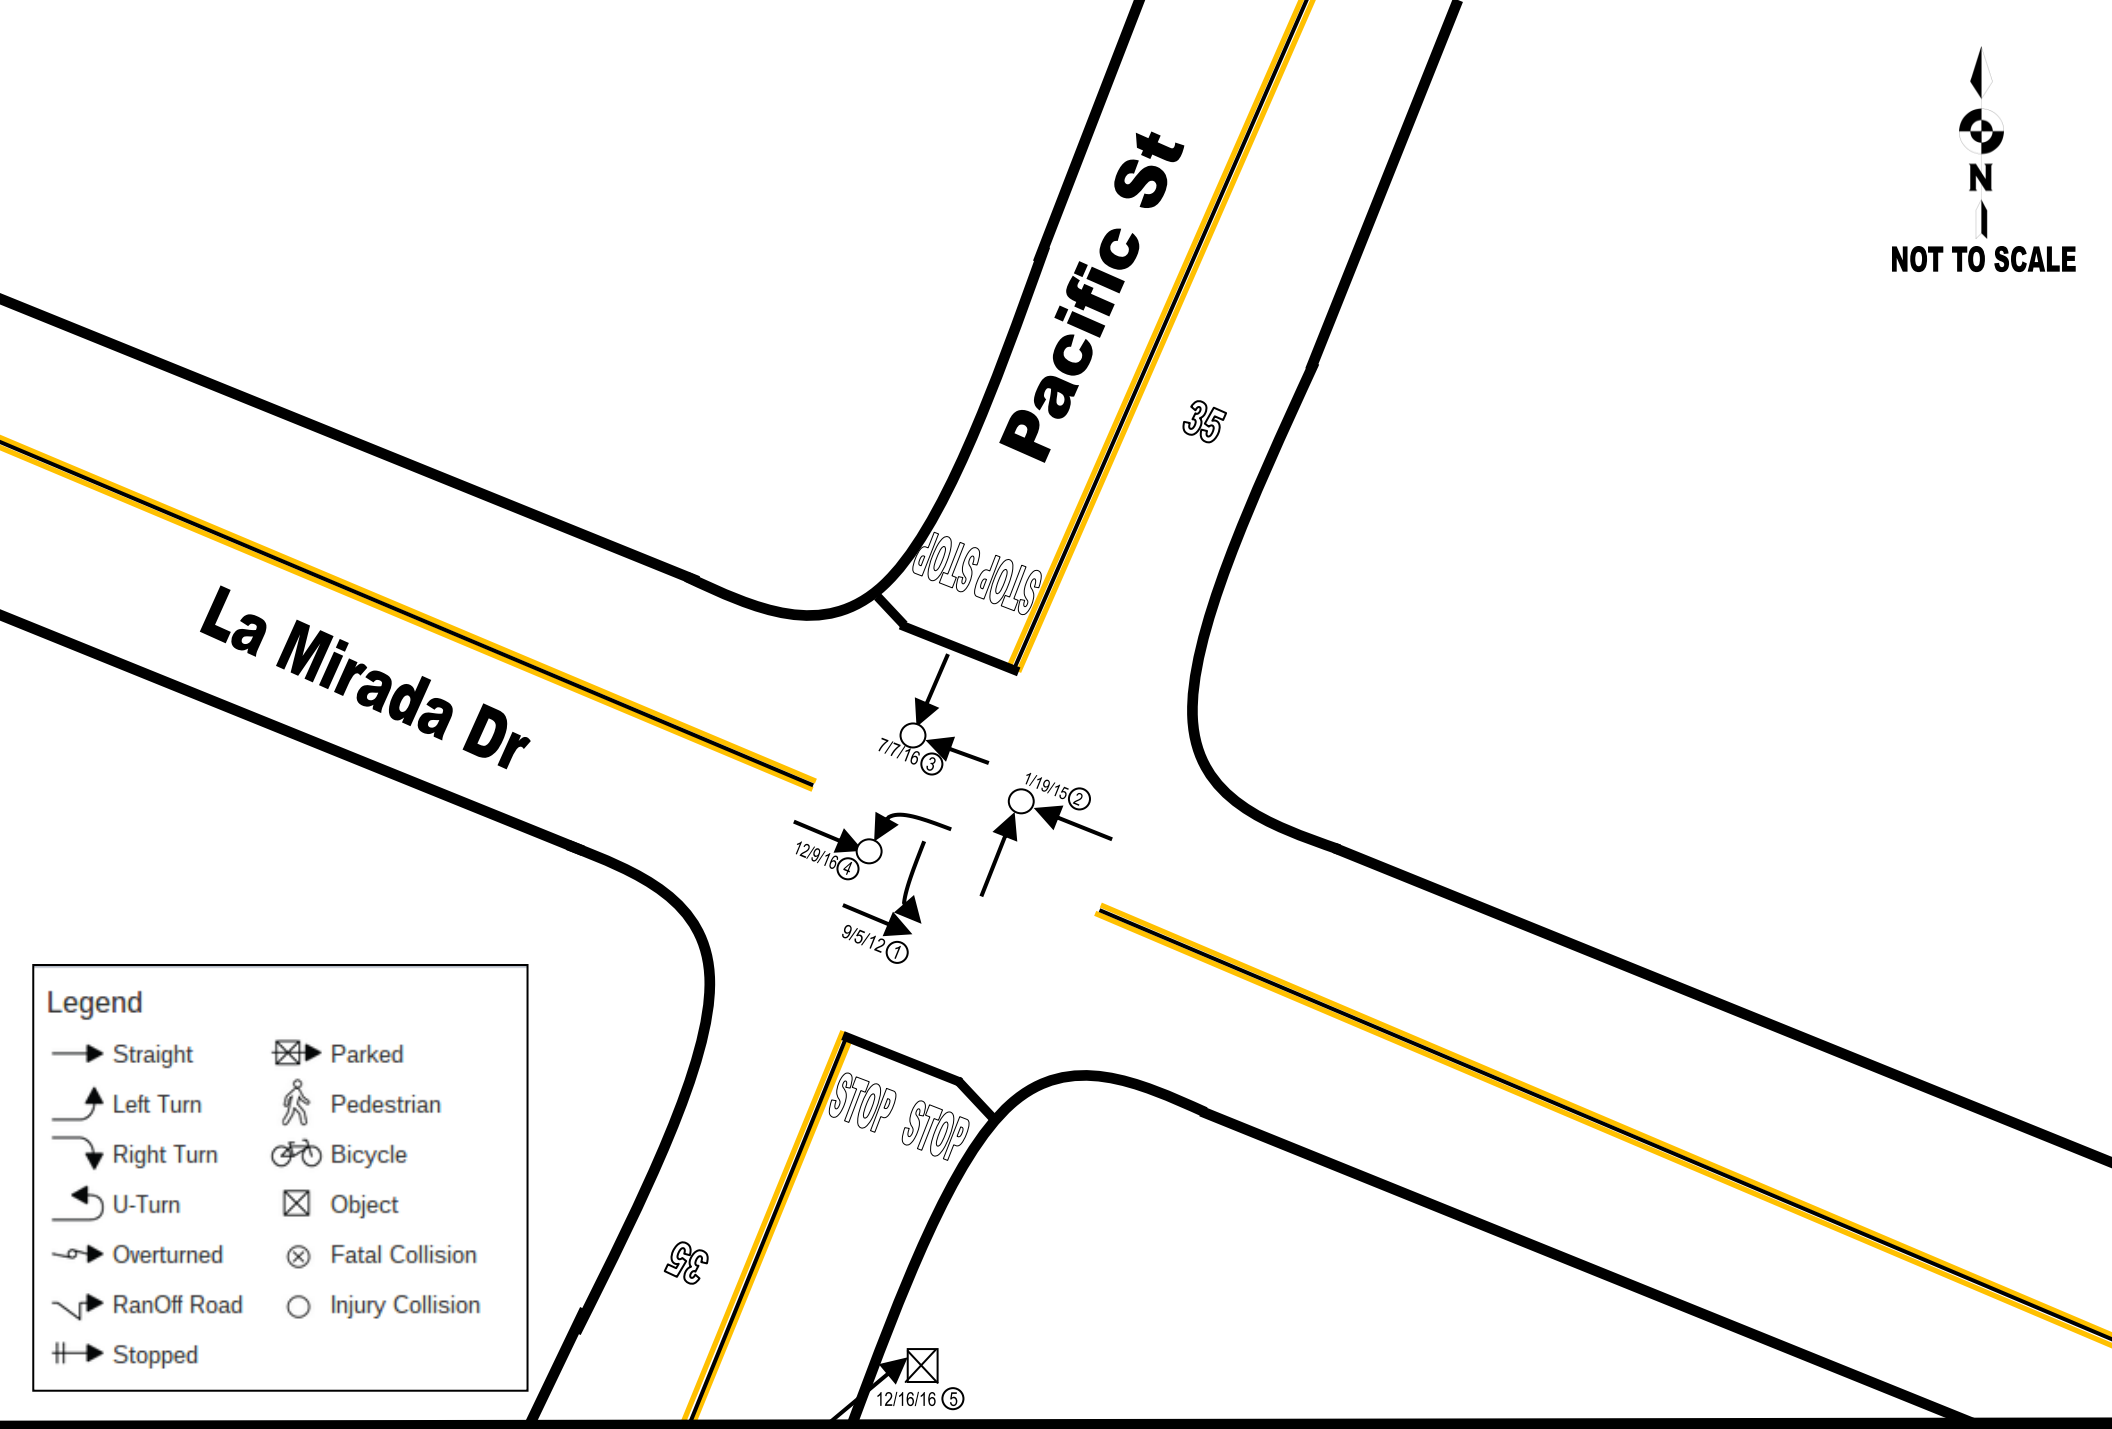 Pacific St
N
NOT TO SCALE
35
STOP STOP
La Mirada Dr
7/7/16 3
1/19/15 2
12/9/16 4
9/5/12 1
STOP STOP
35
12/16/16 5
Legend
Straight
Parked
Left Turn
Pedestrian
Right Turn
Bicycle
U-Turn
Object
Overturned
Fatal Collision
RanOff Road
Injury Collision
Stopped